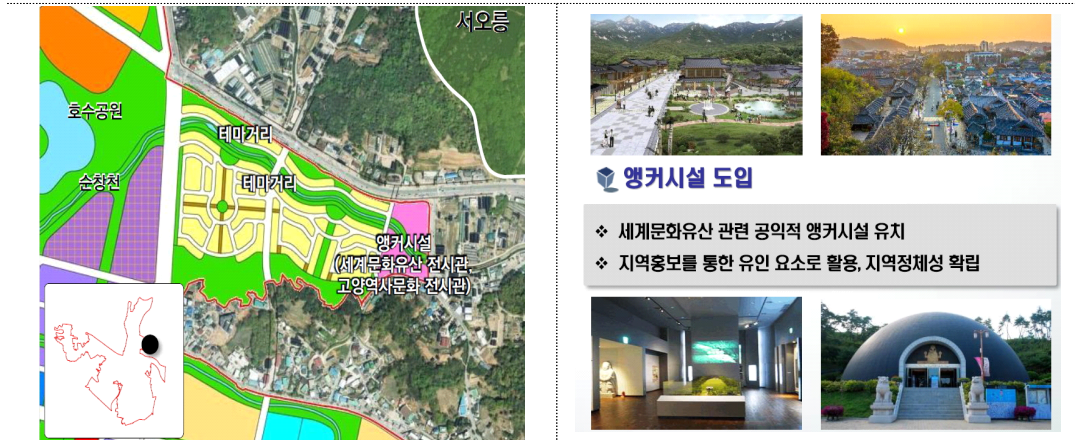 서오릉
호수공원
테마거리
순창천
테마거리
앵커시설
(세계문화유산 전시관,
고양역사문화 전시관)
앵커시설 도입
❖ 세계문화유산 관련 공익적 앵커시설 유치
❖ 지역홍보를 통한 유인 요소로 활용, 지역정체성 확립